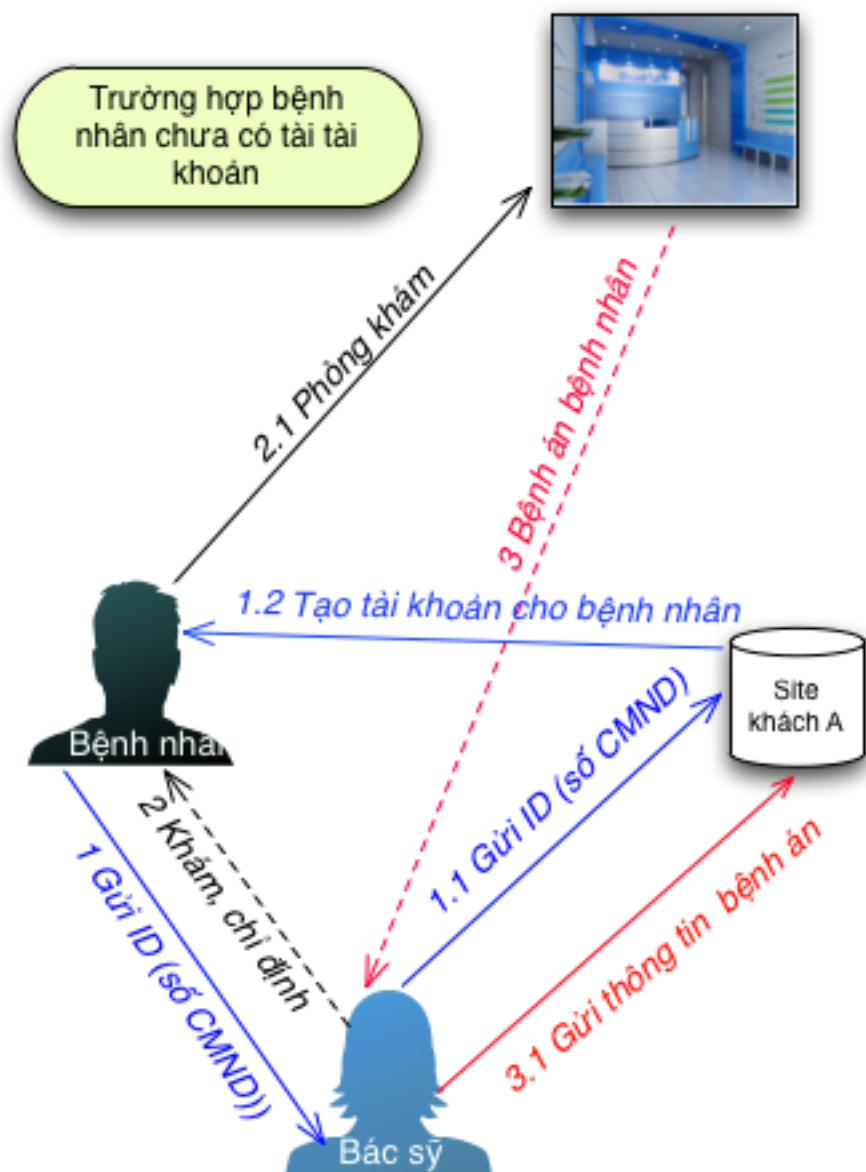 Trường hợp bệnh
nhân chưa có tài tài
khoản
2.1 Phòng khám
3 Bệnh án bệnh nhân
1.2 Tạo tài khoản cho bệnh nhân
Site
khách A
Bệnh nhân
1.1 Gửi ID (số CMND)
2 Khám, chỉ định
1 Gửi ID (số CMND))
3.1 Gửi thông tin bệnh án
Bác sỹ